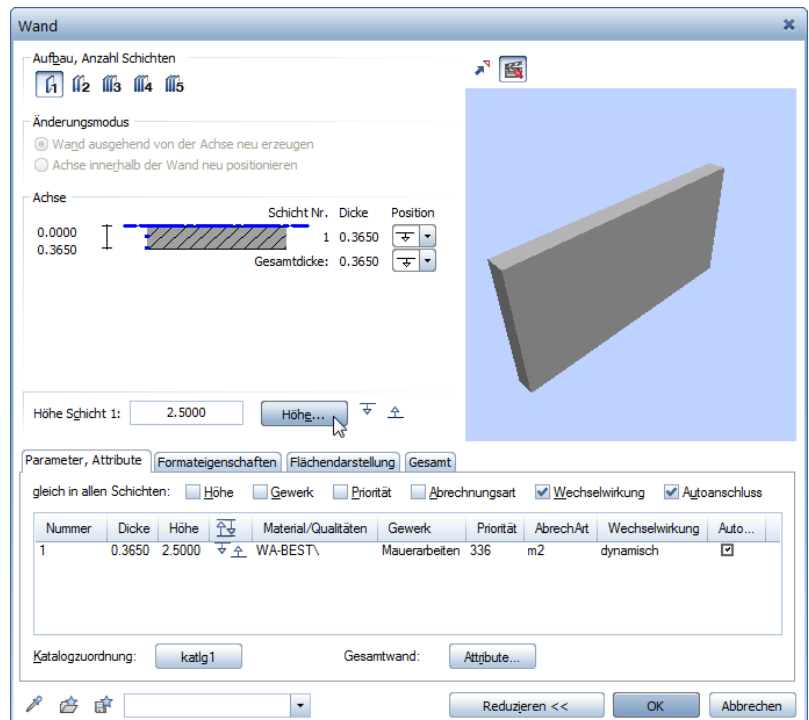 Wand
Aufbau, Anzahl Schichten
1 2 3 4 5
Änderungsmodus
Wand ausgehend von der Achse neu erzeugen
Achse innerhalb der Wand neu positionieren
Achse
Schicht Nr. Dicke Position
0.0000
1 0.3650
0.3650
Gesamtdicke: 0.3650
Höhe Schicht 1: 2.5000 Höhe...
Parameter, Attribute Formateigenschaften Flächendarstellung Gesamt
gleich in allen Schichten: Höhe Gewerk Priorität Abrechnungsart Wechselwirkung Autoanschluss
Nummer Dicke Höhe Material/Qualitäten Gewerk Priorität AbrechArt Wechselwirkung Auto...
1 0.3650 2.5000 WA-BEST\ Mauerarbeiten 336 m2 dynamisch
Katalogzuordnung: katlg1 Gesamtwand: Attribute...
Reduzieren << OK Abbrechen